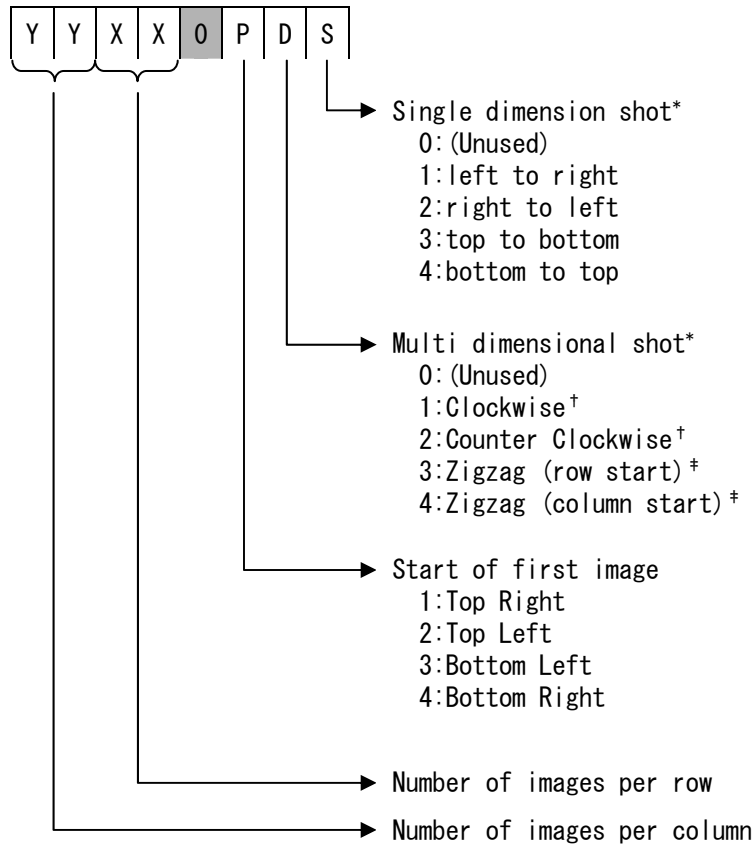 Y Y X X 0 P D S
Single dimension shot*
0:(Unused)
1:left to right
2:right to left
3:top to bottom
4:bottom to top
Multi dimensional shot*
0:(Unused)
1:Clockwise†
2:Counter Clockwise†
3:Zigzag (row start)‡
4:Zigzag (column start)‡
Start of first image
1:Top Right
2:Top Left
3:Bottom Left
4:Bottom Right
Number of images per row
Number of images per column